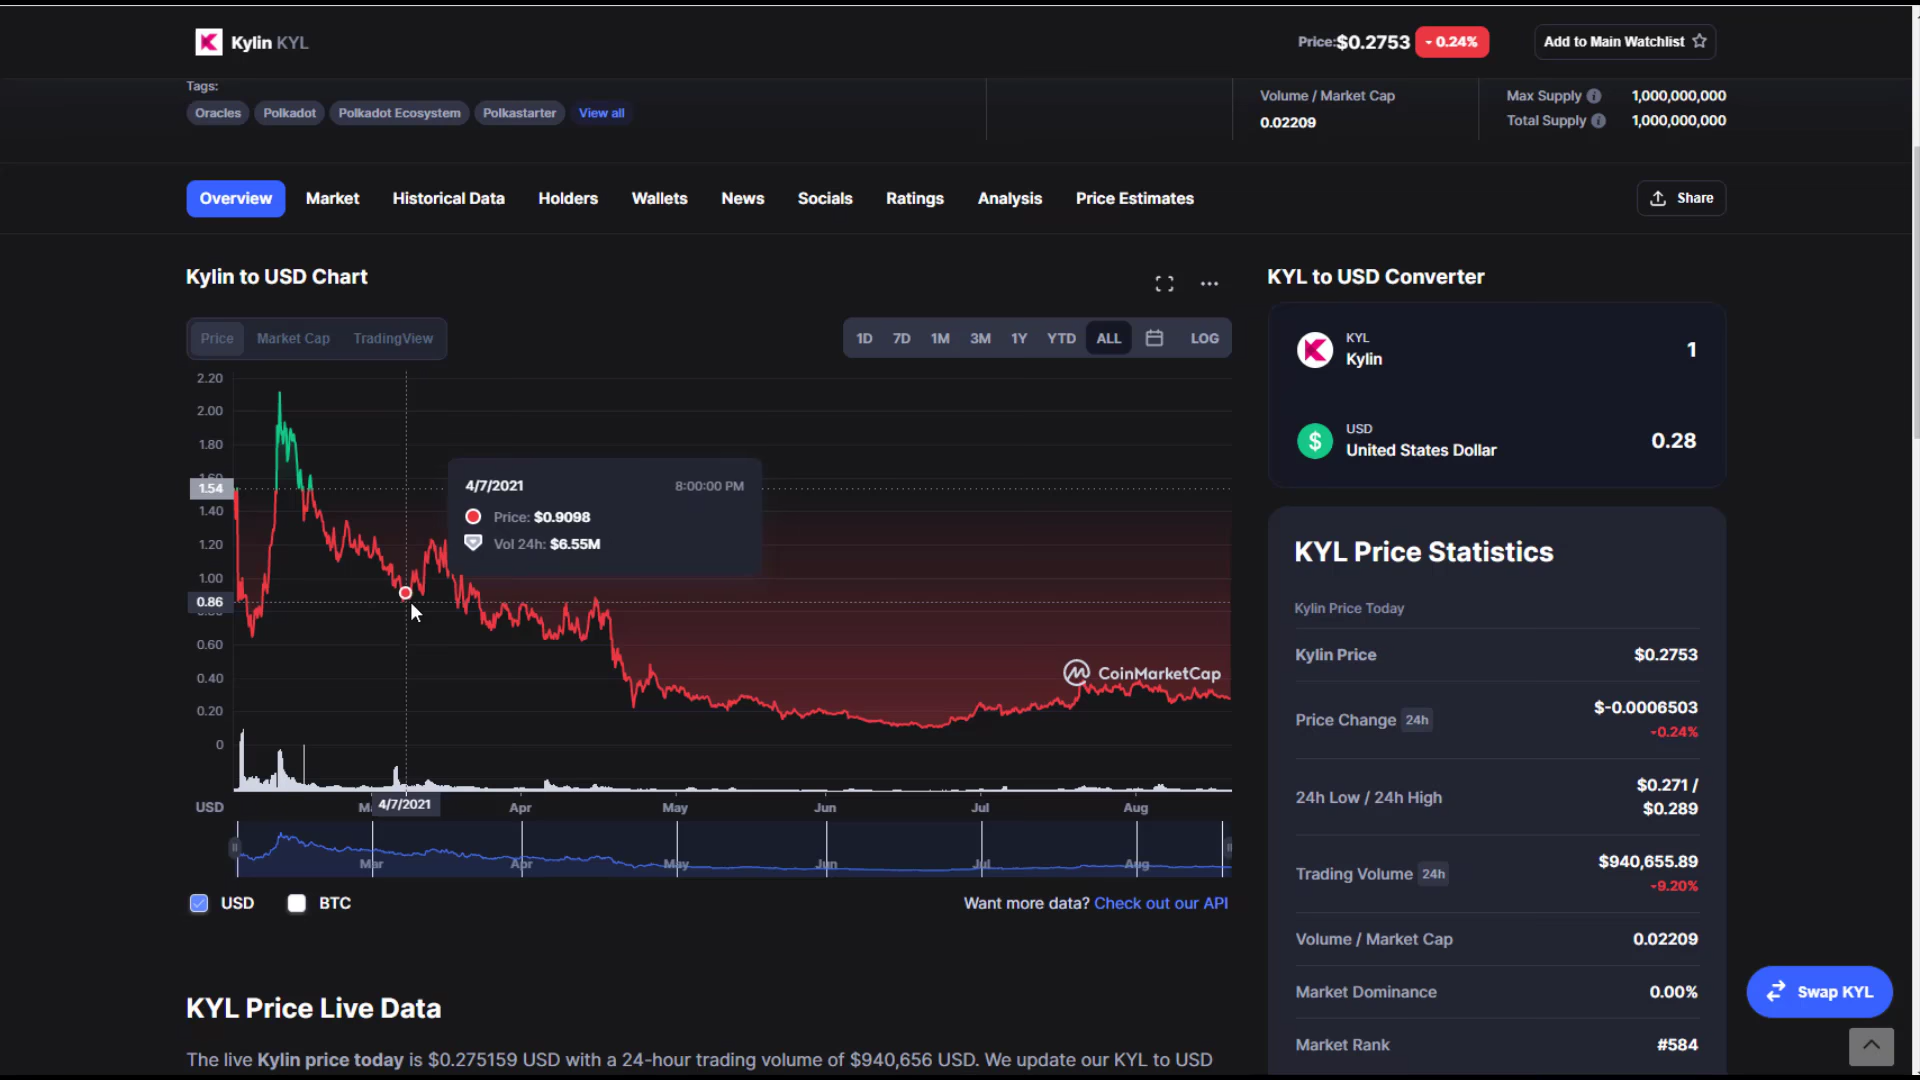 Kylin KYL
Price:$0.2753 - 0.24%
Add to Main Watchlist
Tags:
Oracles Polkadot Polkadot Ecosystem Polkastarter View all
Volume / Market Cap
0.02209
Max Supply 1,000,000,000
Total Supply 1,000,000,000
Overview Market Historical Data Holders Wallets News Socials Ratings Analysis Price Estimates
Share
Kylin to USD Chart
Price Market Cap TradingView
1D 7D 1M 3M 1Y YTD ALL LOG
2.20
2.00
1.80
1.54
1.40
1.20
1.00
0.86
0.60
0.40
0.20
0
4/7/2021 8:00:00 PM
Price: $0.9098
Vol 24h: $6.55M
CoinMarketCap
USD 4/7/2021 Apr May Jun Jul Aug
Mar Apr May Jun Jul Aug
USD BTC
Want more data? Check out our API
KYL Price Live Data
The live Kylin price today is $0.275159 USD with a 24-hour trading volume of $940,656 USD. We update our KYL to USD
KYL to USD Converter
KYL
Kylin 1
USD
United States Dollar 0.28
KYL Price Statistics
Kylin Price Today
Kylin Price $0.2753
Price Change 24h $-0.0006503
-0.24%
24h Low / 24h High $0.271 /
$0.289
Trading Volume 24h $940,655.89
-9.20%
Volume / Market Cap 0.02209
Market Dominance 0.00%
Market Rank #584
Swap KYL